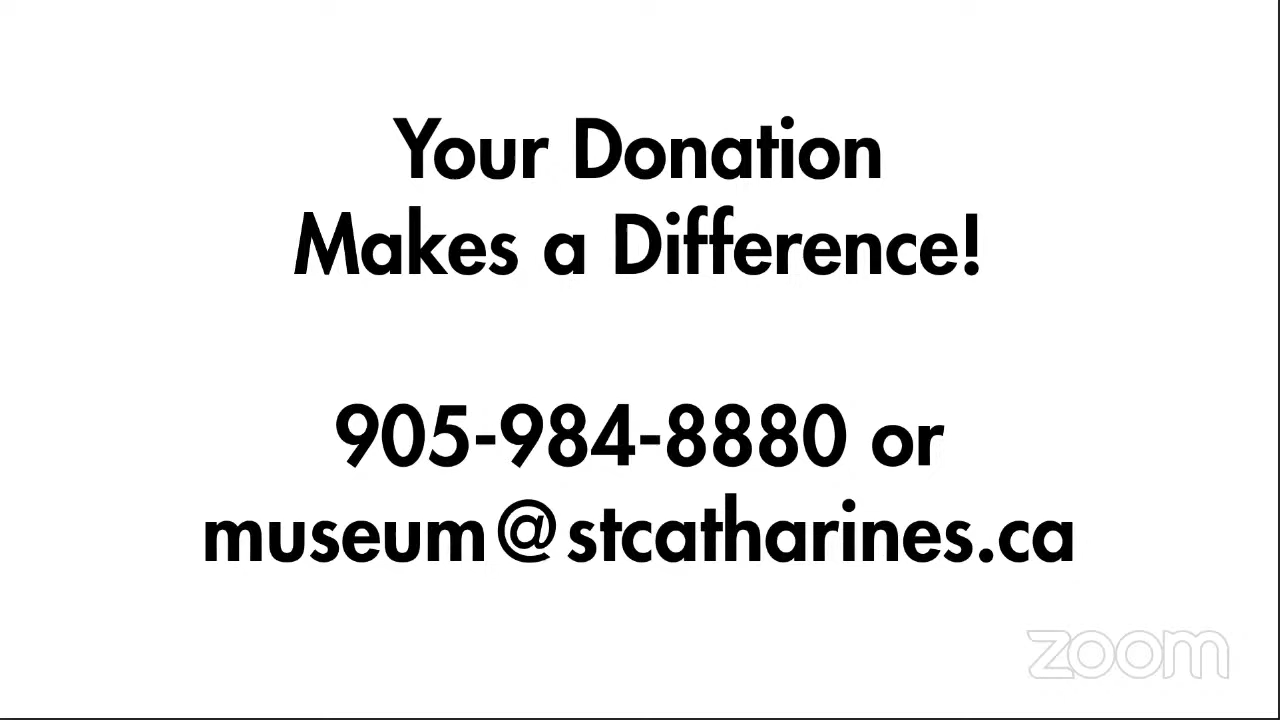 Your Donation
Makes a Difference!
905-984-8880 or
museum@stcatharines.ca
zoom